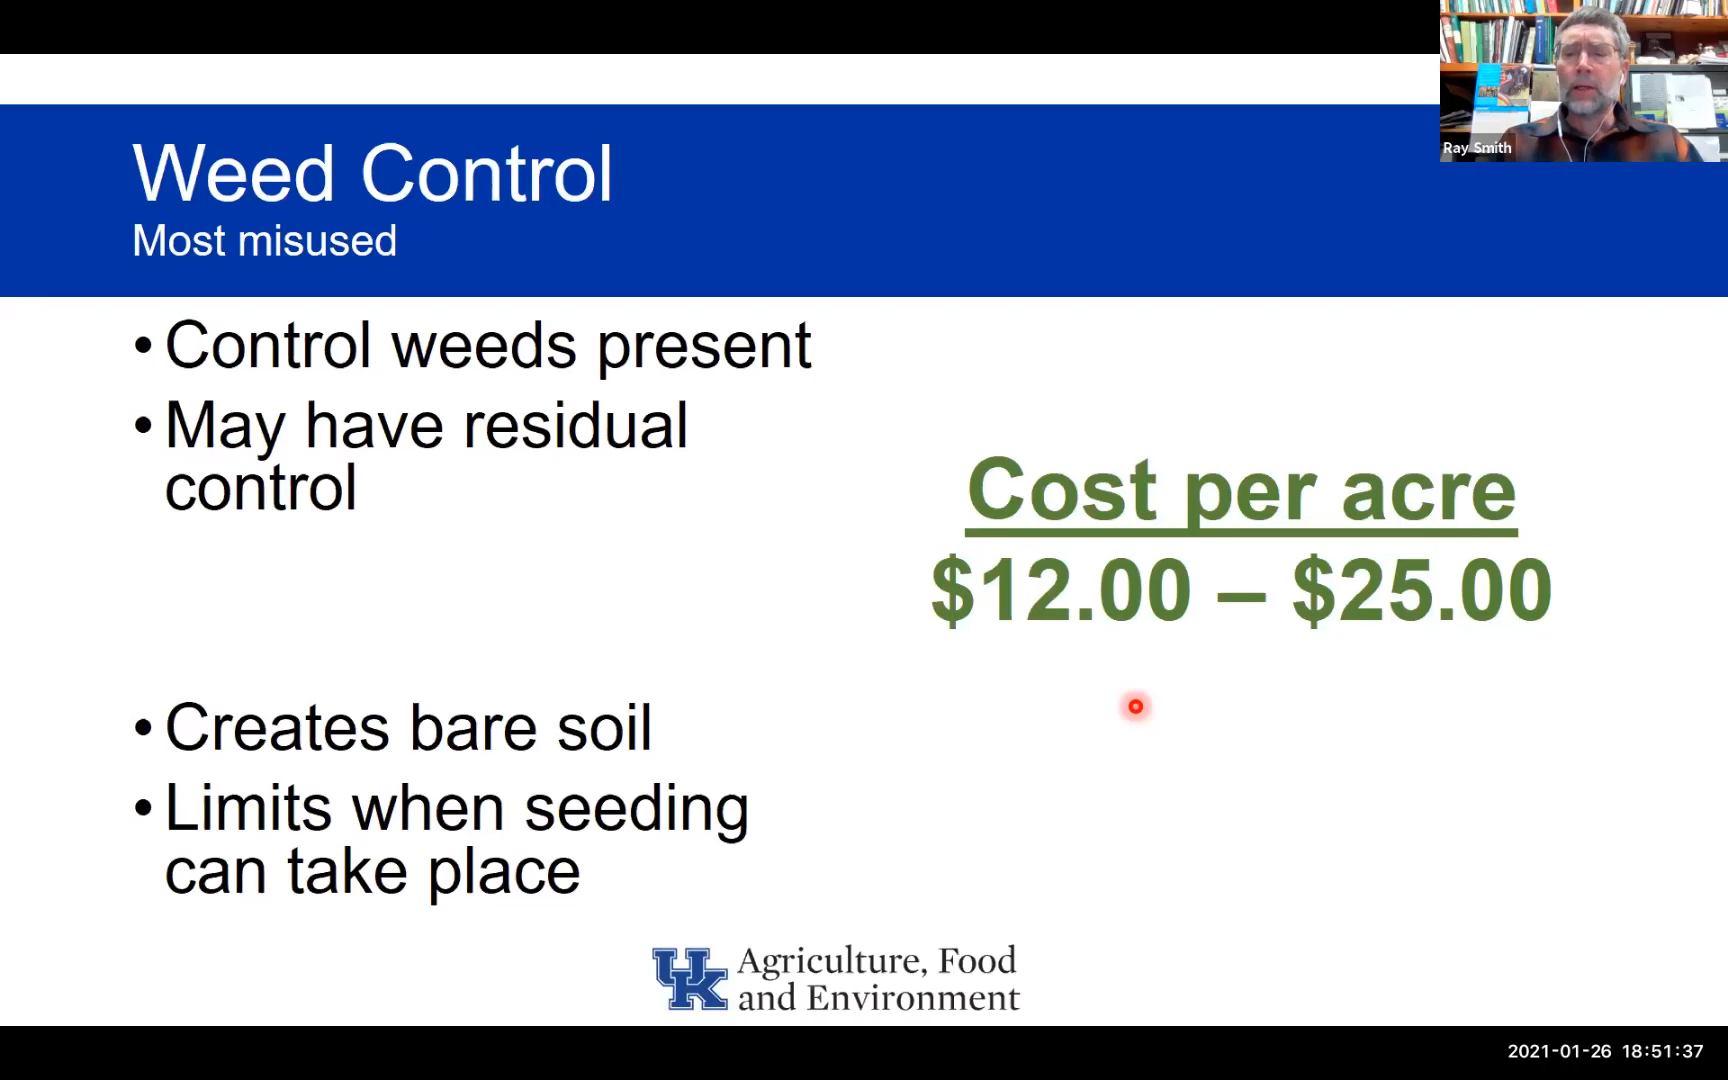 Weed Control
Most misused
Ray Smith
• Control weeds present
• May have residual
control
Cost per acre
$12.00 – $25.00
• Creates bare soil
• Limits when seeding
can take place
UK Agriculture, Food
and Environment
2021-01-26 18:51:37